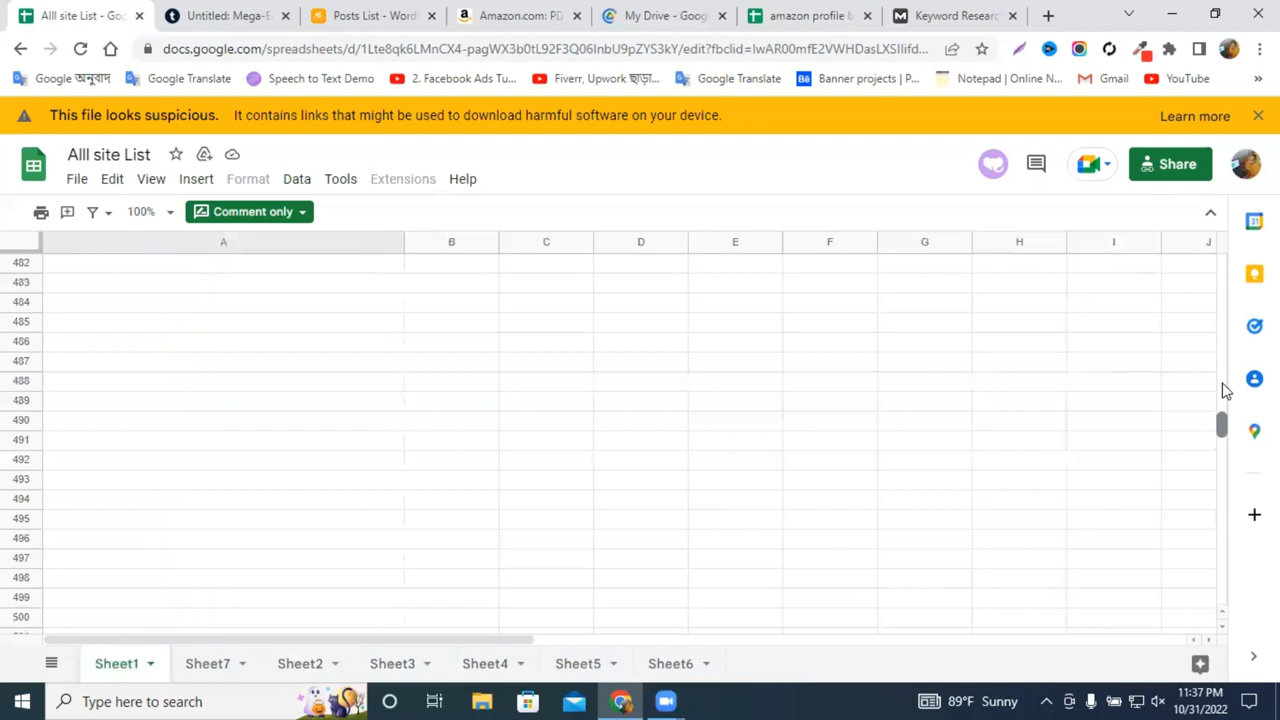 Alll site List - Goo
Untitled: Mega-E
Posts List - Word
Amazon.com: PD
My Drive - Googl
amazon profile b
Keyword Researc
docs.google.com/spreadsheets/d/1Lte8qk6LMnCX4-pagWX3b0tL92F3Q06InbU9pZYS3kY/edit?fbclid=IwAR00mfE2VWHDasLXSIlifd...
Google অনুবাদ
Google Translate
Speech to Text Demo
2. Facebook Ads Tu...
Fiverr, Upwork ছাড়া...
Google Translate
Banner projects | P...
Notepad | Online N...
Gmail
YouTube
This file looks suspicious. It contains links that might be used to download harmful software on your device.
Learn more
Alll site List
Share
File Edit View Insert Format Data Tools Extensions Help
100%
Comment only
A B C D E F G H I J
482
483
484
485
486
487
488
489
490
491
492
493
494
495
496
497
498
499
500
Sheet1 Sheet7 Sheet2 Sheet3 Sheet4 Sheet5 Sheet6
Type here to search
89°F Sunny
11:37 PM
10/31/2022